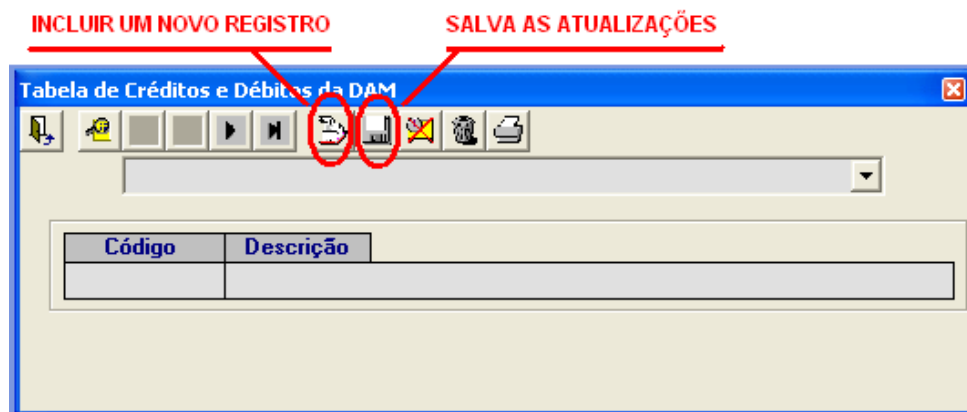 INCLUIR UM NOVO REGISTRO
SALVA AS ATUALIZAÇÕES
Tabela de Créditos e Débitos da DAM
Código
Descrição